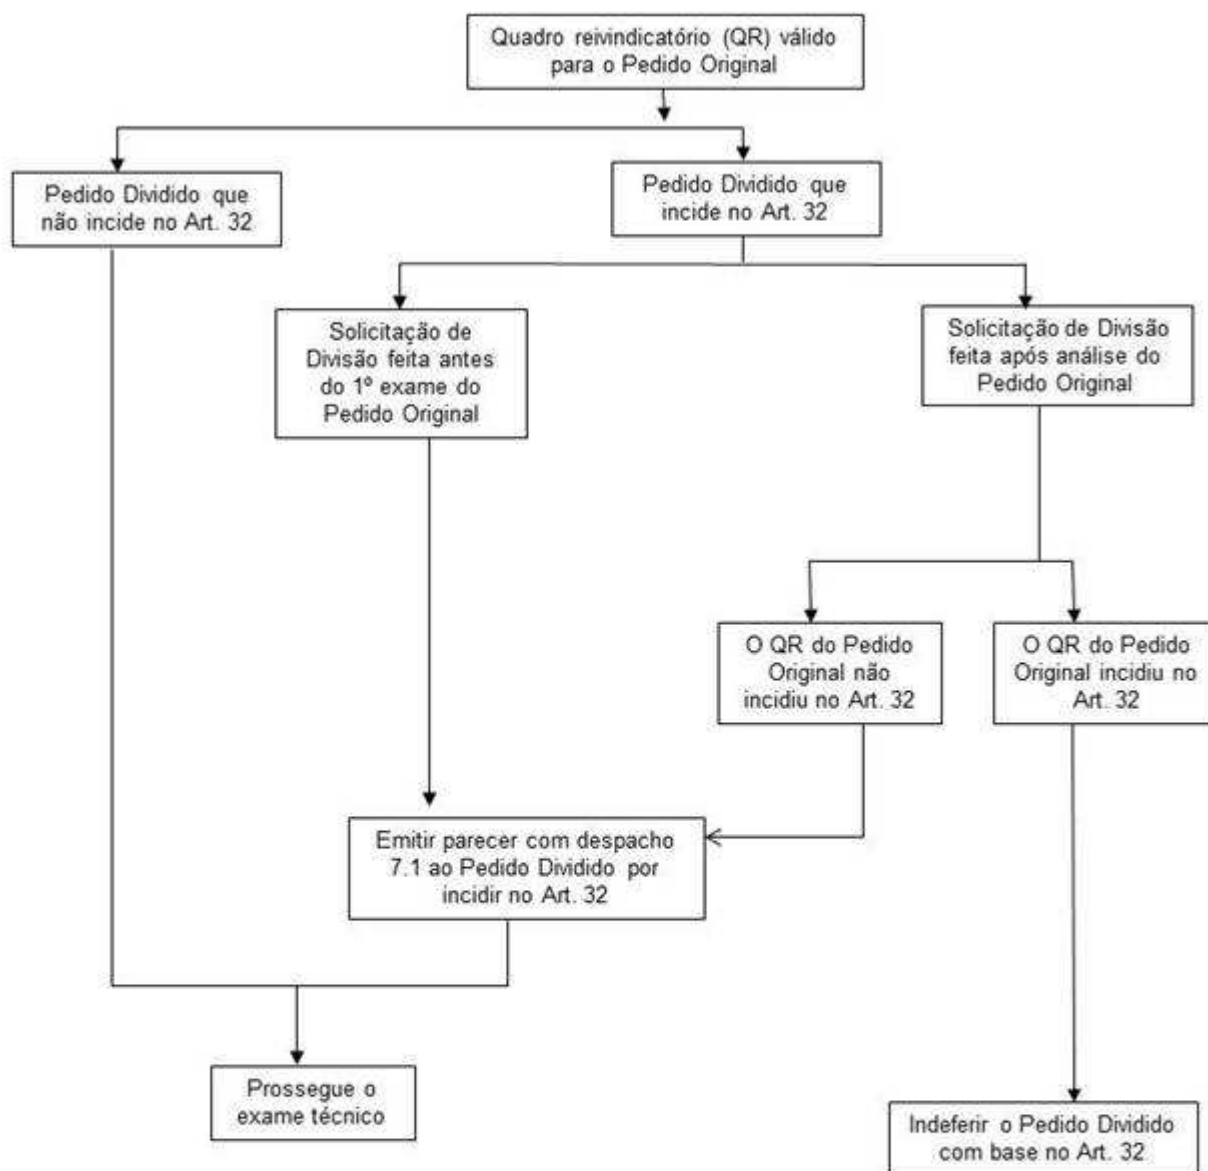 Quadro reivindicatório (QR) válido
para o Pedido Original
Pedido Dividido que
não incide no Art. 32
Pedido Dividido que
incide no Art. 32
Solicitação de
Divisão feita antes
do 1º exame do
Pedido Original
Solicitação de Divisão
feita após análise do
Pedido Original
O QR do Pedido
Original não
incidiu no Art. 32
O QR do Pedido
Original incidiu no
Art. 32
Emitir parecer com despacho
7.1 ao Pedido Dividido por
incidir no Art. 32
Prossegue o
exame técnico
Indeferir o Pedido Dividido
com base no Art. 32